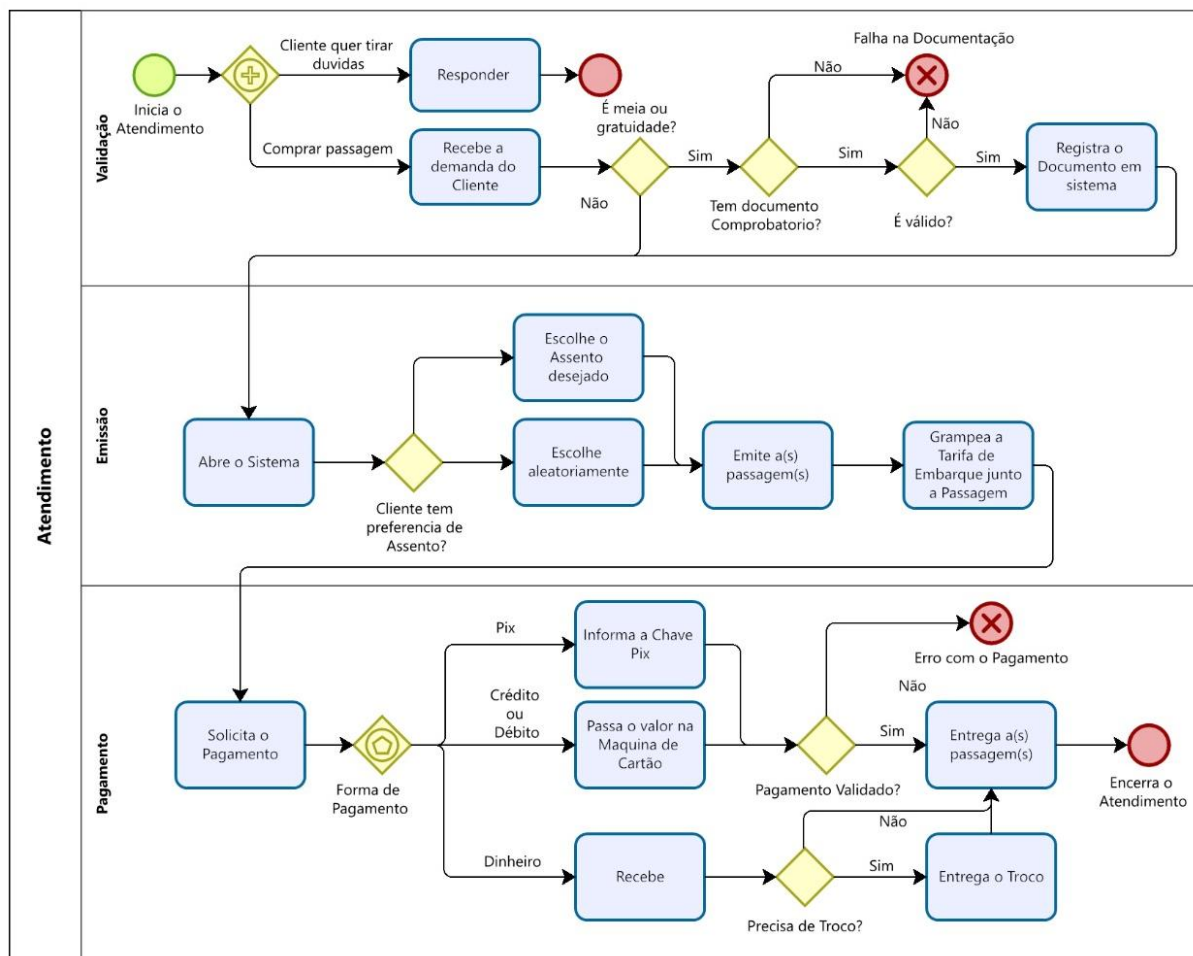 Atendimento
Validação
Inicia o
Atendimento
Cliente quer tirar
duvidas
Responder
Comprar passagem
Recebe a
demanda do
Cliente
É meia ou
gratuidade?
Não
Sim
Tem documento
Comprobatorio?
Não
Sim
Falha na Documentação
Não
É válido?
Sim
Registra o
Documento em
sistema
Emissão
Abre o Sistema
Cliente tem
preferencia de
Assento?
Escolhe o
Assento
desejado
Escolhe
aleatoriamente
Emite a(s)
passagem(s)
Grampea a
Tarifa de
Embarque junto
a Passagem
Pagamento
Solicita o
Pagamento
Forma de
Pagamento
Pix
Informa a Chave
Pix
Crédito
ou
Débito
Passa o valor na
Maquina de
Cartão
Dinheiro
Recebe
Pagamento Validado?
Não
Erro com o Pagamento
Sim
Entrega a(s)
passagem(s)
Encerra o
Atendimento
Precisa de Troco?
Não
Sim
Entrega o Troco